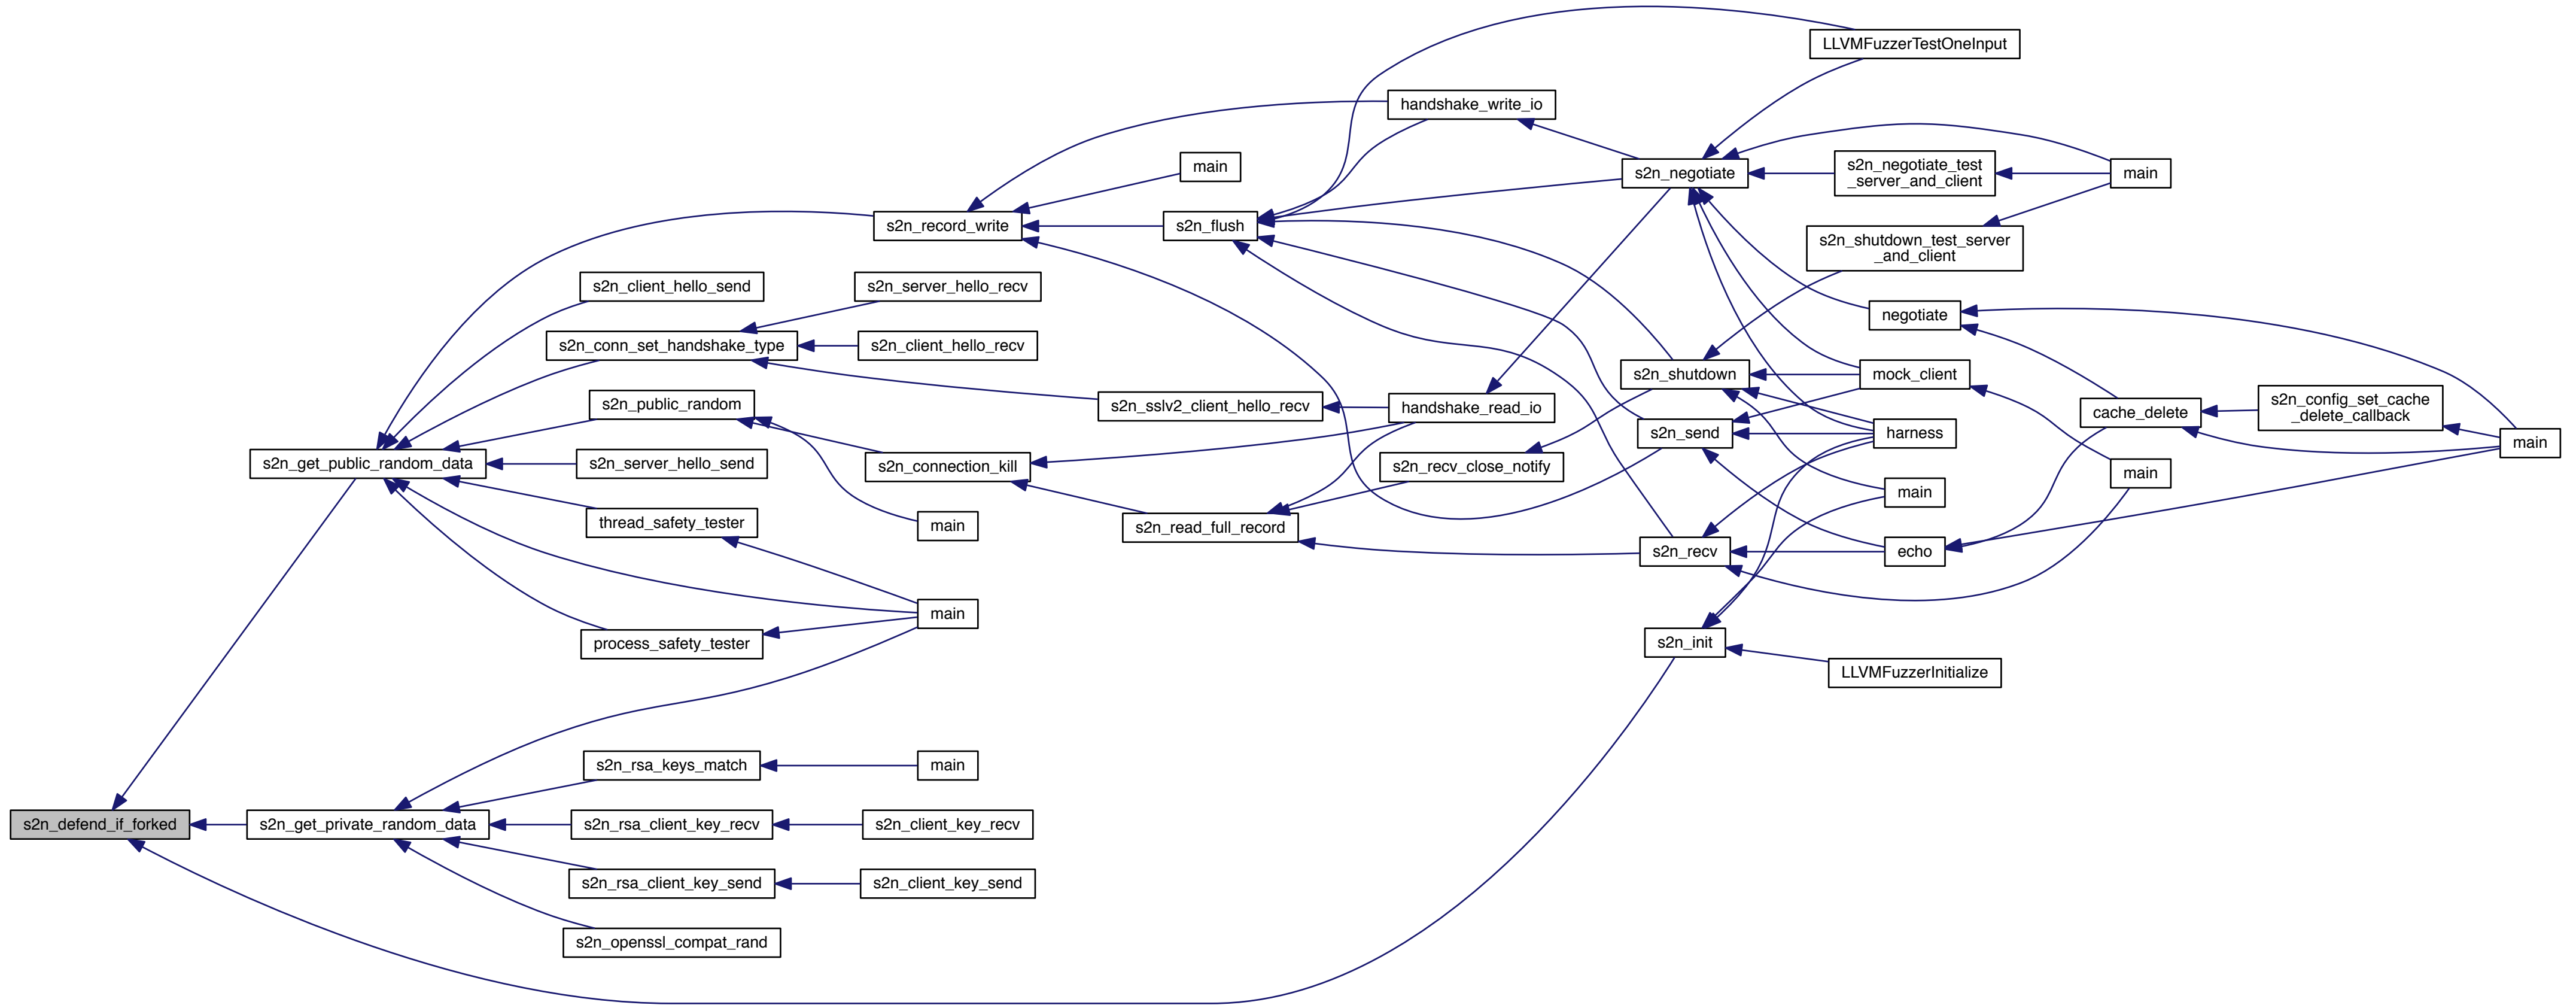 LLVMFuzzerTestOneInput
handshake_write_io
main
s2n_negotiate
s2n_negotiate_test
_server_and_client
main
s2n_record_write
s2n_flush
s2n_shutdown_test_server
_and_client
s2n_client_hello_send
s2n_server_hello_recv
negotiate
s2n_conn_set_handshake_type
s2n_client_hello_recv
s2n_shutdown
mock_client
s2n_public_random
s2n_sslv2_client_hello_recv
handshake_read_io
cache_delete
s2n_config_set_cache
_delete_callback
s2n_send
harness
main
s2n_get_public_random_data
s2n_server_hello_send
s2n_connection_kill
s2n_recv_close_notify
main
main
thread_safety_tester
main
s2n_read_full_record
s2n_recv
echo
main
process_safety_tester
s2n_init
LLVMFuzzerInitialize
s2n_rsa_keys_match
main
s2n_defend_if_forked
s2n_get_private_random_data
s2n_rsa_client_key_recv
s2n_client_key_recv
s2n_rsa_client_key_send
s2n_client_key_send
s2n_openssl_compat_rand